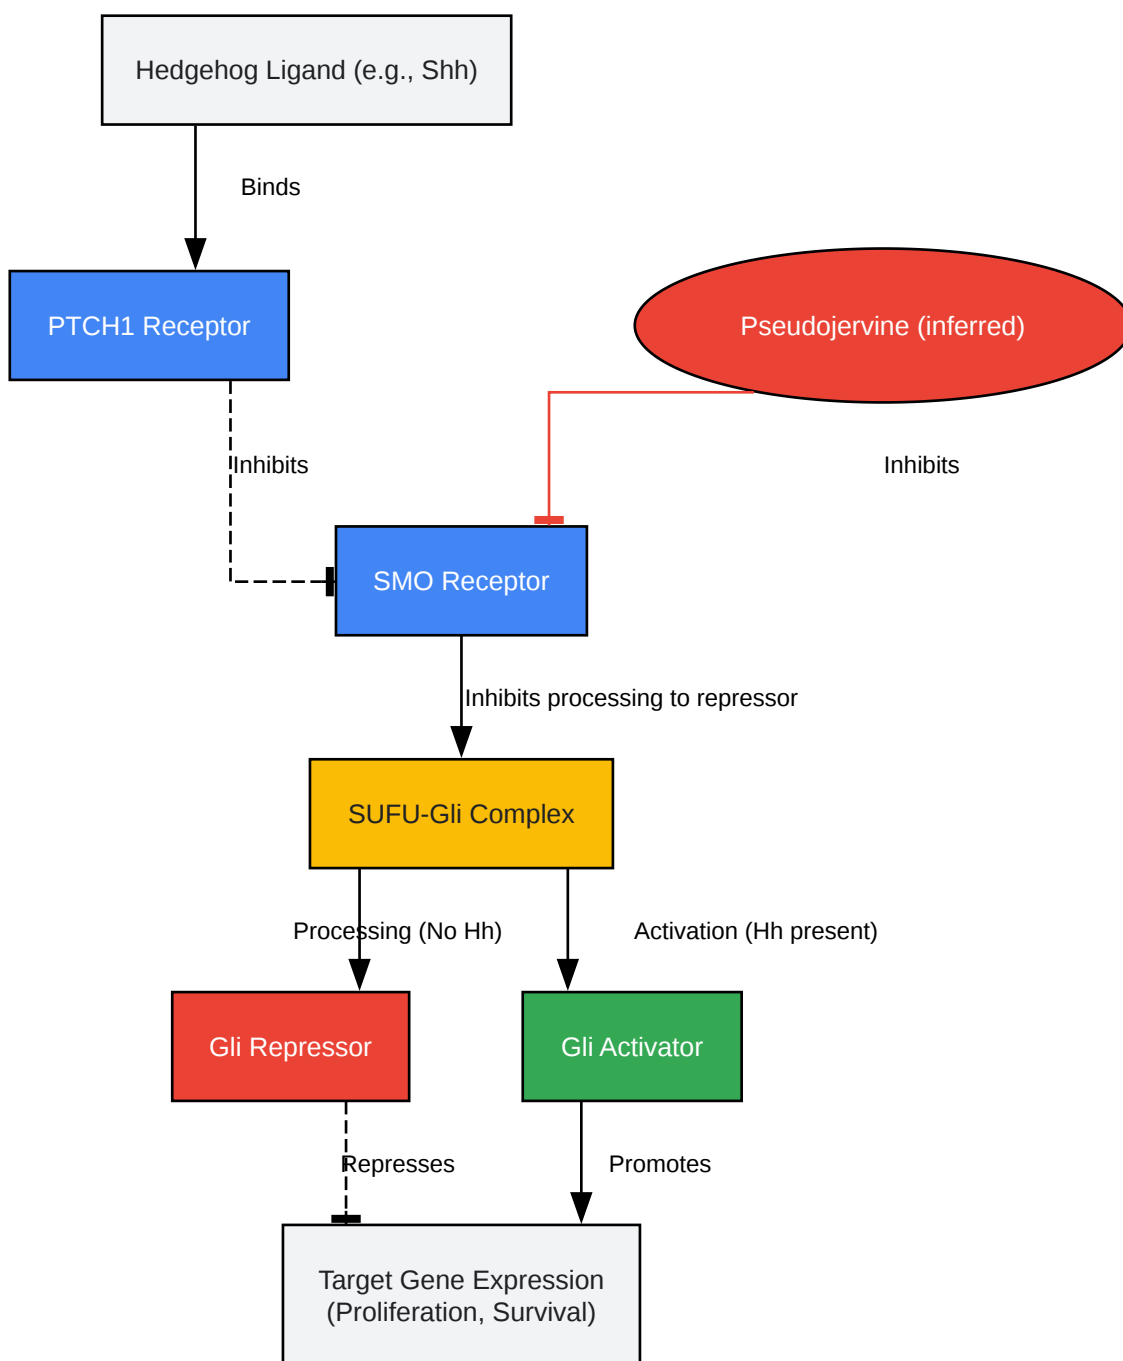 Hedgehog Ligand (e.g., Shh)
Binds
PTCH1 Receptor
Pseudojervine (inferred)
Inhibits
Inhibits
SMO Receptor
Inhibits processing to repressor
SUFU-Gli Complex
Processing (No Hh)
Activation (Hh present)
Gli Repressor
Gli Activator
Represses
Promotes
Target Gene Expression
(Proliferation, Survival)